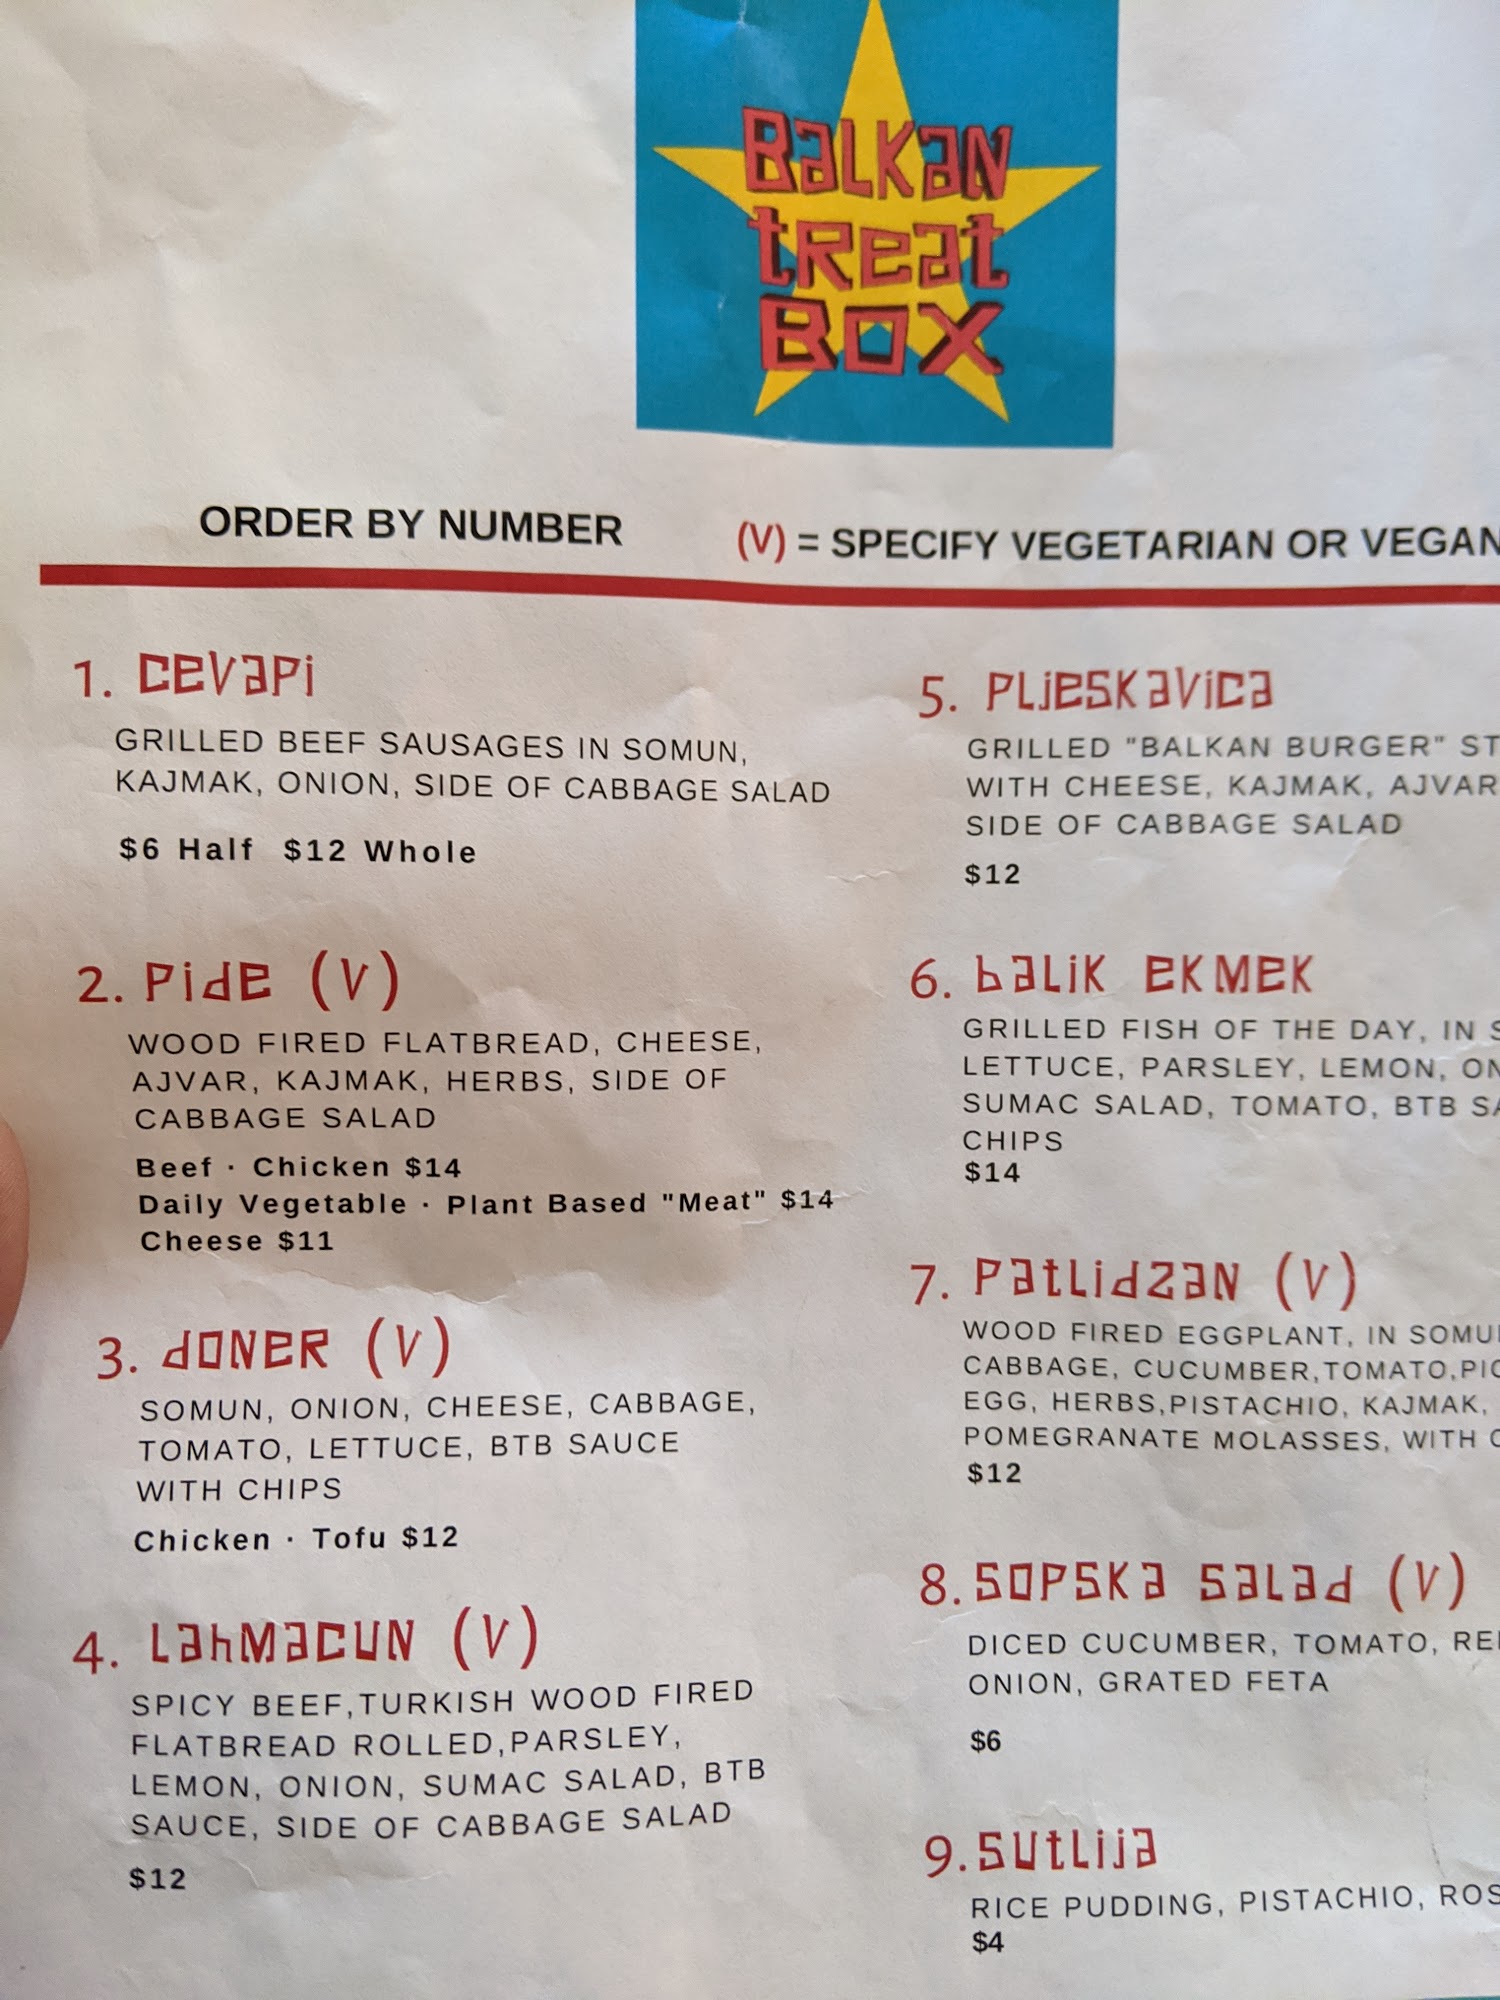 BALKAN
treat
BOX
ORDER BY NUMBER
(V) = SPECIFY VEGETARIAN OR VEGAN
1. CEVAPI
GRILLED BEEF SAUSAGES IN SOMUN,
KAJMAK, ONION, SIDE OF CABBAGE SALAD
$6 Half $12 Whole
2. PIDE (V)
WOOD FIRED FLATBREAD, CHEESE,
AJVAR, KAJMAK, HERBS, SIDE OF
CABBAGE SALAD
Beef · Chicken $14
Daily Vegetable · Plant Based "Meat" $14
Cheese $11
3. DONER (V)
SOMUN, ONION, CHEESE, CABBAGE,
TOMATO, LETTUCE, BTB SAUCE
WITH CHIPS
Chicken · Tofu $12
4. LAHMACUN (V)
SPICY BEEF,TURKISH WOOD FIRED
FLATBREAD ROLLED,PARSLEY,
LEMON, ONION, SUMAC SALAD, BTB
SAUCE, SIDE OF CABBAGE SALAD
$12
5. PLJESKAVICA
GRILLED "BALKAN BURGER"
WITH CHEESE, KAJMAK, AJVAR
SIDE OF CABBAGE SALAD
$12
6. BALIK EKMEK
GRILLED FISH OF THE DAY, IN
LETTUCE, PARSLEY, LEMON,
SUMAC SALAD, TOMATO, BTB
CHIPS
$14
7. PATLIDZAN (V)
WOOD FIRED EGGPLANT, IN
CABBAGE, CUCUMBER,TOMATO,
EGG, HERBS,PISTACHIO, KAJMAK,
POMEGRANATE MOLASSES, WITH
$12
8. SOPSKA SALAD (V)
DICED CUCUMBER, TOMATO,
ONION, GRATED FETA
$6
9. SUTLIJA
RICE PUDDING, PISTACHIO,
$4